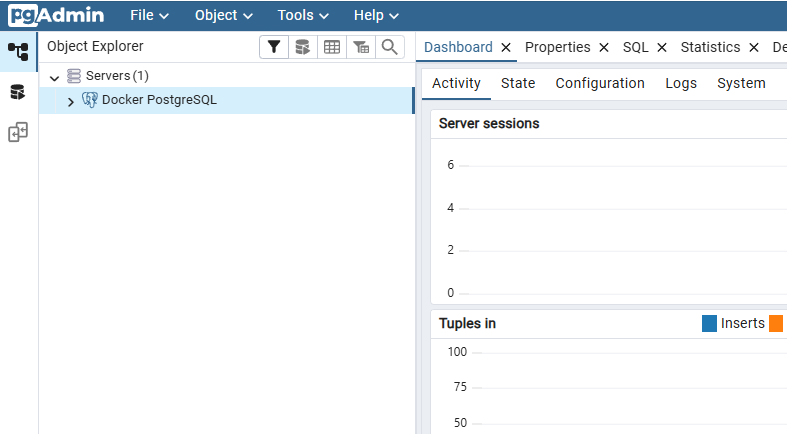 pgAdmin File Object Tools Help
Object Explorer
Servers (1)
Docker PostgreSQL
Dashboard Properties SQL Statistics De
Activity State Configuration Logs System
Server sessions
6
4
2
0
Tuples in Inserts
100
75
50